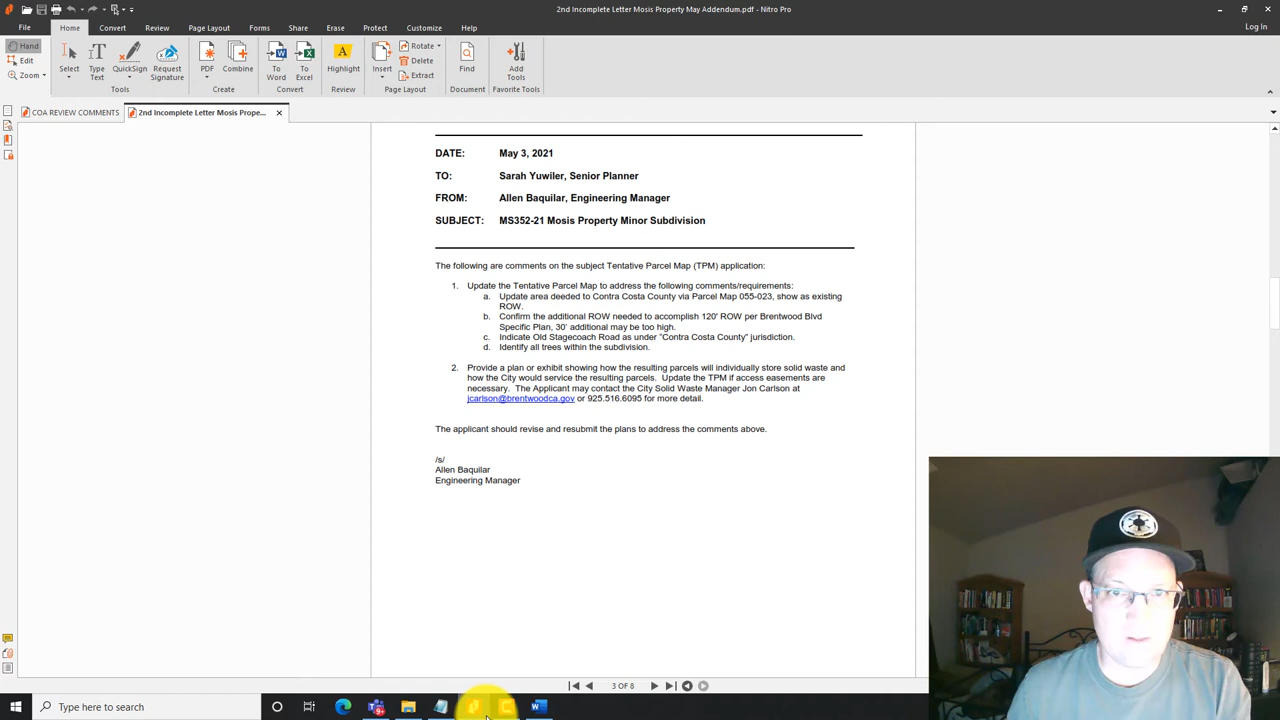 2nd Incomplete Letter Mosis Property May Addendum.pdf - Nitro Pro
File Home Convert Review Page Layout Forms Share Erase Protect Customize Help Log In
Hand
Edit
Zoom
Select
Type Text
QuickSign
Request Signature
Tools
PDF
Combine
Create
To Word
To Excel
Convert
Highlight
Review
Insert
Rotate
Delete
Extract
Page Layout
Find
Document
Add Tools
Favorite Tools
COA REVIEW COMMENTS
2nd Incomplete Letter Mosis Prope...
DATE: May 3, 2021
TO: Sarah Yuwiler, Senior Planner
FROM: Allen Baquilar, Engineering Manager
SUBJECT: MS352-21 Mosis Property Minor Subdivision
The following are comments on the subject Tentative Parcel Map (TPM) application:
1. Update the Tentative Parcel Map to address the following comments/requirements:
a. Update area deeded to Contra Costa County via Parcel Map 055-023, show as existing
ROW.
b. Confirm the additional ROW needed to accomplish 120' ROW per Brentwood Blvd
Specific Plan, 30' additional may be too high.
c. Indicate Old Stagecoach Road as under "Contra Costa County" jurisdiction.
d. Identify all trees within the subdivision.
2. Provide a plan or exhibit showing how the resulting parcels will individually store solid waste and
how the City would service the resulting parcels. Update the TPM if access easements are
necessary. The Applicant may contact the City Solid Waste Manager Jon Carlson at
jcarlson@brentwoodca.gov or 925.516.6095 for more detail.
The applicant should revise and resubmit the plans to address the comments above.
/s/
Allen Baquilar
Engineering Manager
3 OF 8
Type here to search